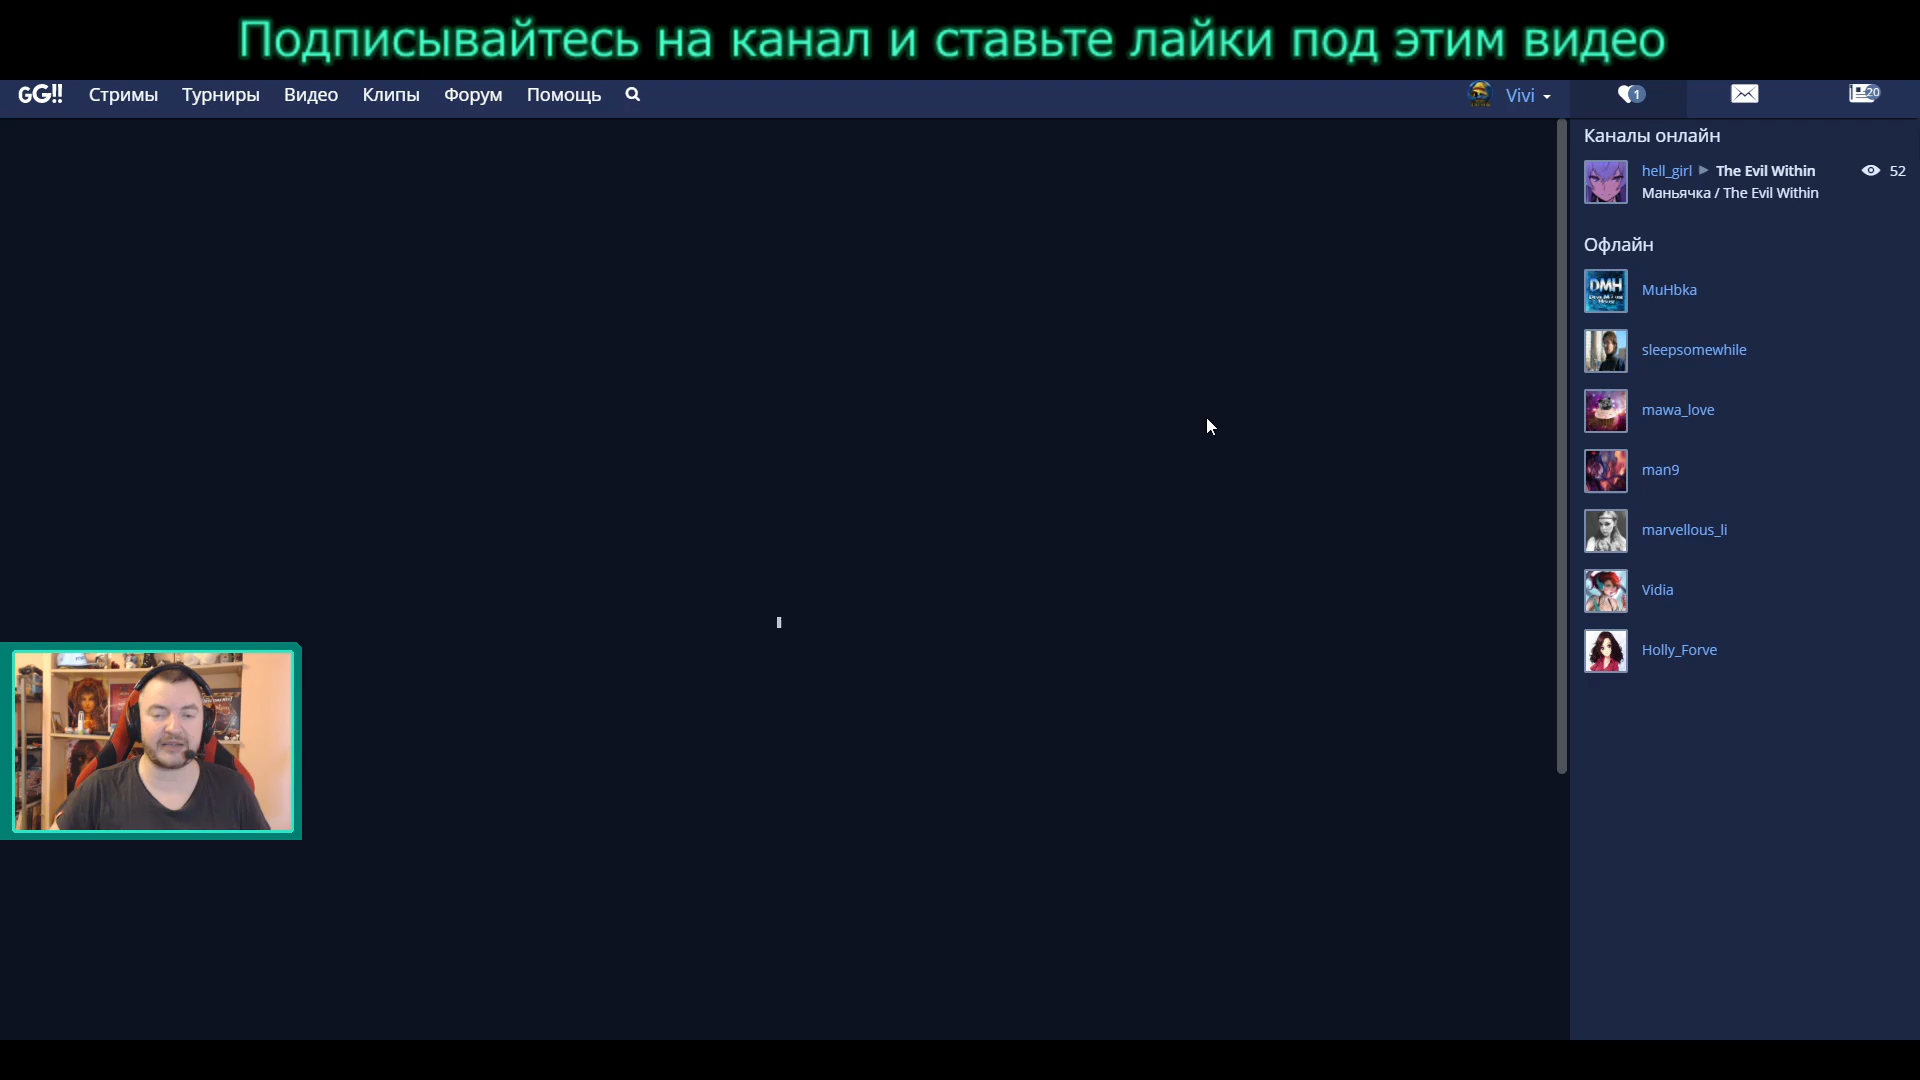 Подписывайтесь на канал и ставьте лайки под этим видео
GG!! Стримы Турниры Видео Клипы Форум Помощь Vivi 1 20
Каналы онлайн
hell_girl The Evil Within 52
Маньячка / The Evil Within
Офлайн
DMH
MuHbka
sleepsomewhile
mawa_love
man9
marvellous_li
Vidia
Holly_Forve